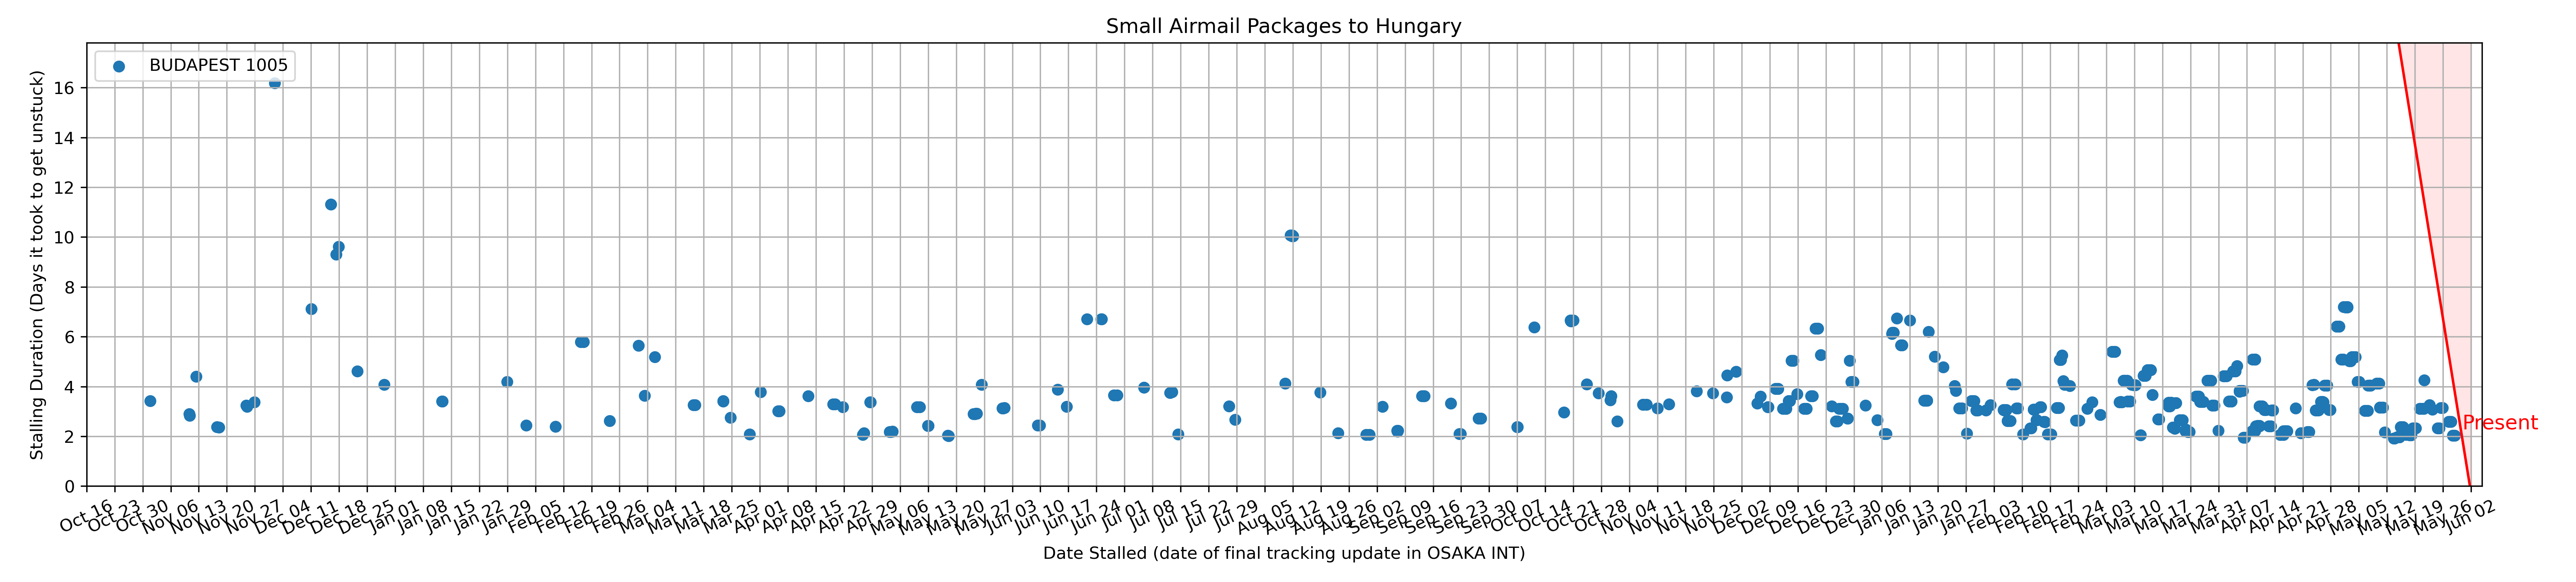 Small Airmail Packages to Hungary
BUDAPEST 1005
Stalling Duration (Days it took to get unstuck)
16
14
12
10
8
6
4
2
0
Present
Oct 16 Oct 23 Oct 30 Nov 06 Nov 13 Nov 20 Nov 27 Dec 04 Dec 11 Dec 18 Dec 25 Jan 01 Jan 08 Jan 15 Jan 22 Jan 29 Feb 05 Feb 12 Feb 19 Feb 26 Mar 04 Mar 11 Mar 18 Mar 25 Apr 01 Apr 08 Apr 15 Apr 22 Apr 29 May 06 May 13 May 20 May 27 Jun 03 Jun 10 Jun 17 Jun 24 Jul 01 Jul 08 Jul 15 Jul 22 Jul 29 Aug 05 Aug 12 Aug 19 Aug 26 Sep 02 Sep 09 Sep 16 Sep 23 Sep 30 Oct 07 Oct 14 Oct 21 Oct 28 Nov 04 Nov 11 Nov 18 Nov 25 Dec 02 Dec 09 Dec 16 Dec 23 Dec 30 Jan 06 Jan 13 Jan 20 Jan 27 Feb 03 Feb 10 Feb 17 Feb 24 Mar 03 Mar 10 Mar 17 Mar 24 Mar 31 Apr 07 Apr 14 Apr 21 Apr 28 May 05 May 12 May 19 May 26 Jun 02
Date Stalled (date of final tracking update in OSAKA INT)